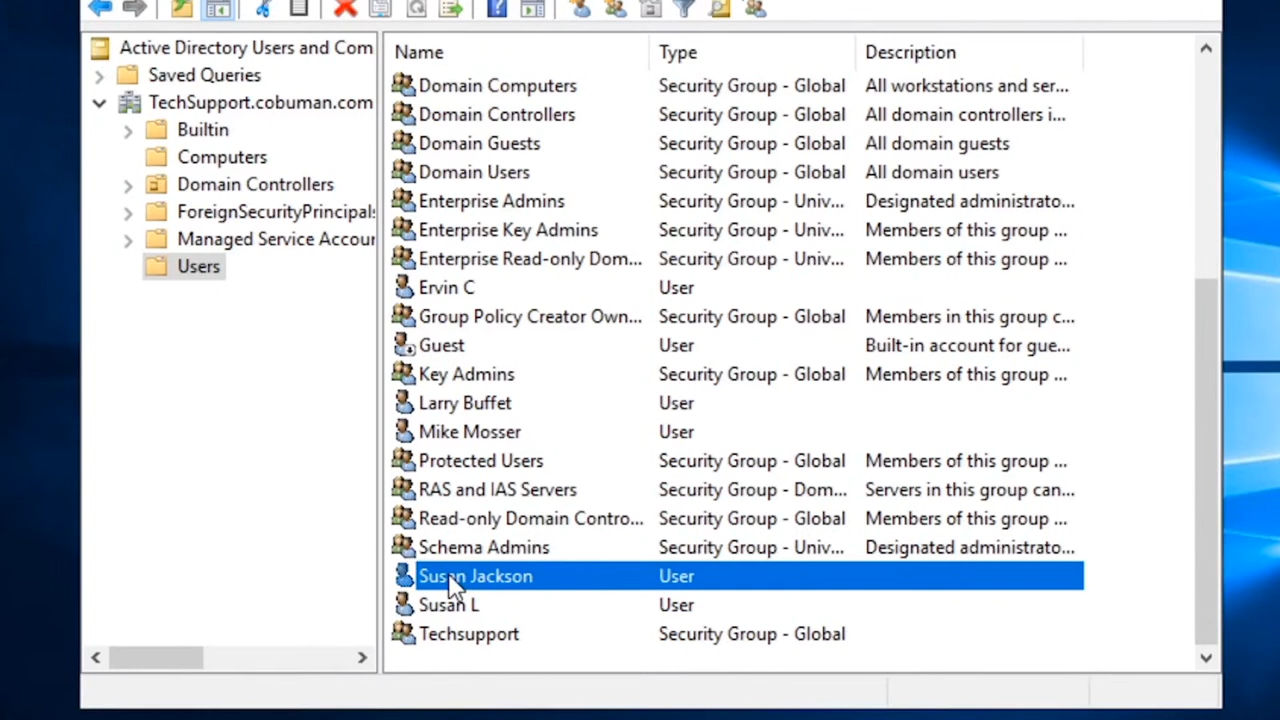 Active Directory Users and Com
Saved Queries
TechSupport.cobuman.com
Builtin
Computers
Domain Controllers
ForeignSecurityPrincipals
Managed Service Accour
Users
Name Type Description
Domain Computers Security Group - Global All workstations and ser...
Domain Controllers Security Group - Global All domain controllers i...
Domain Guests Security Group - Global All domain guests
Domain Users Security Group - Global All domain users
Enterprise Admins Security Group - Univ... Designated administrato...
Enterprise Key Admins Security Group - Univ... Members of this group ...
Enterprise Read-only Dom... Security Group - Univ... Members of this group ...
Ervin C User
Group Policy Creator Own... Security Group - Global Members in this group c...
Guest User Built-in account for gue...
Key Admins Security Group - Global Members of this group ...
Larry Buffet User
Mike Mosser User
Protected Users Security Group - Global Members of this group ...
RAS and IAS Servers Security Group - Dom... Servers in this group can...
Read-only Domain Contro... Security Group - Global Members of this group ...
Schema Admins Security Group - Univ... Designated administrato...
Susan Jackson User
Susan L User
Techsupport Security Group - Global